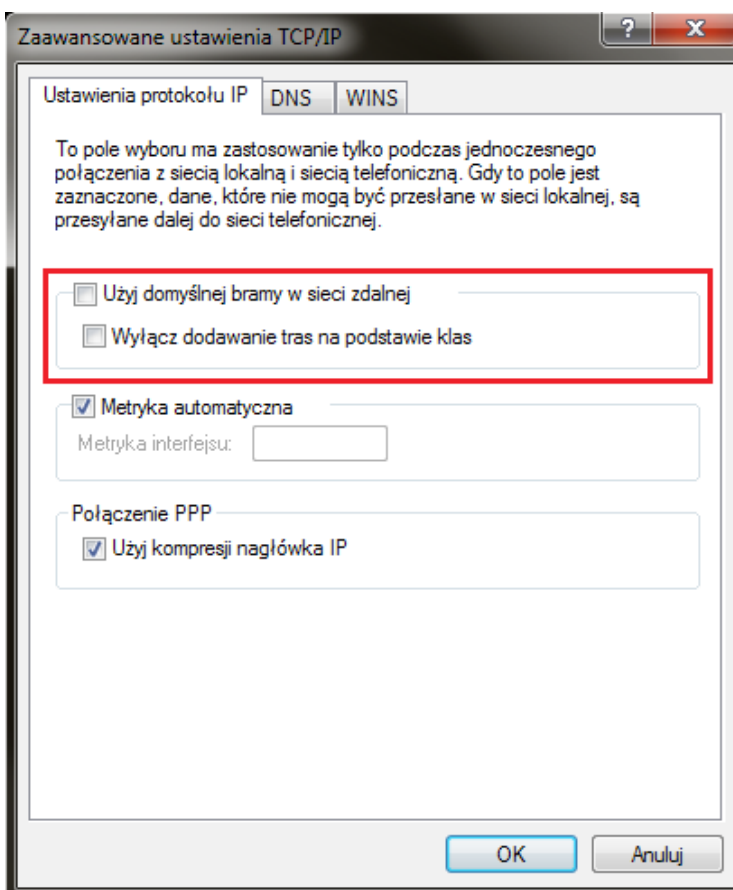 Zaawansowane ustawienia TCP/IP
?
X
Ustawienia protokołu IP DNS WINS
To pole wyboru ma zastosowanie tylko podczas jednoczesnego
połączenia z siecią lokalną i siecią telefoniczną. Gdy to pole jest
zaznaczone, dane, które nie mogą być przesłane w sieci lokalnej, są
przesyłane dalej do sieci telefonicznej.
Użyj domyślnej bramy w sieci zdalnej
Wyłącz dodawanie tras na podstawie klas
Metryka automatyczna
Metryka interfejsu:
Połączenie PPP
Użyj kompresji nagłówka IP
OK Anuluj